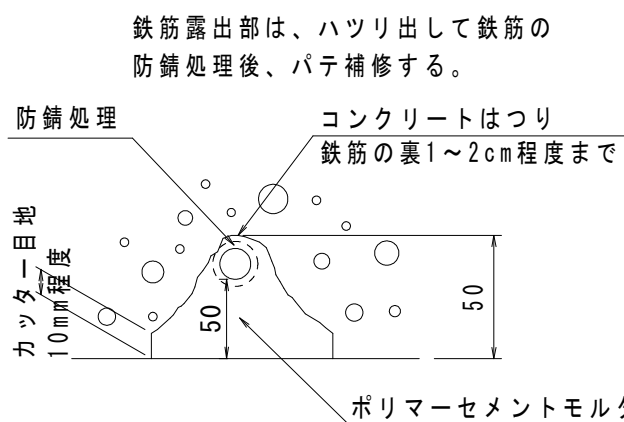 鉄筋露出部は、ハツリ出して鉄筋の
防錆処理後、パテ補修する。
防錆処理
コンクリートはつり
鉄筋の裏1~2cm程度まで
カッター目地
10mm程度
50
50
ポリマーセメントモルタ